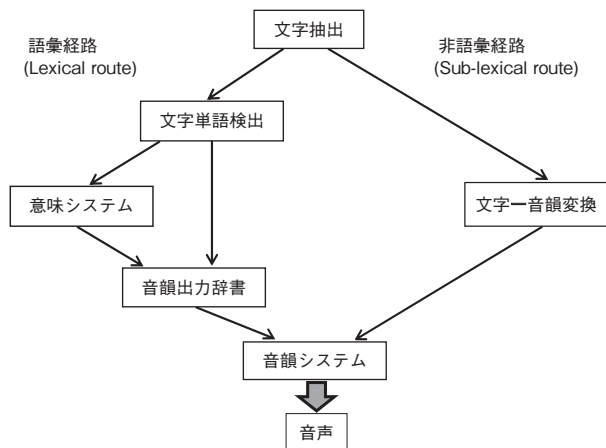 文字抽出
語彙経路
(Lexical route)
非語彙経路
(Sub-lexical route)
文字単語検出
意味システム
文字ー音韻変換
音韻出力辞書
音韻システム
音声